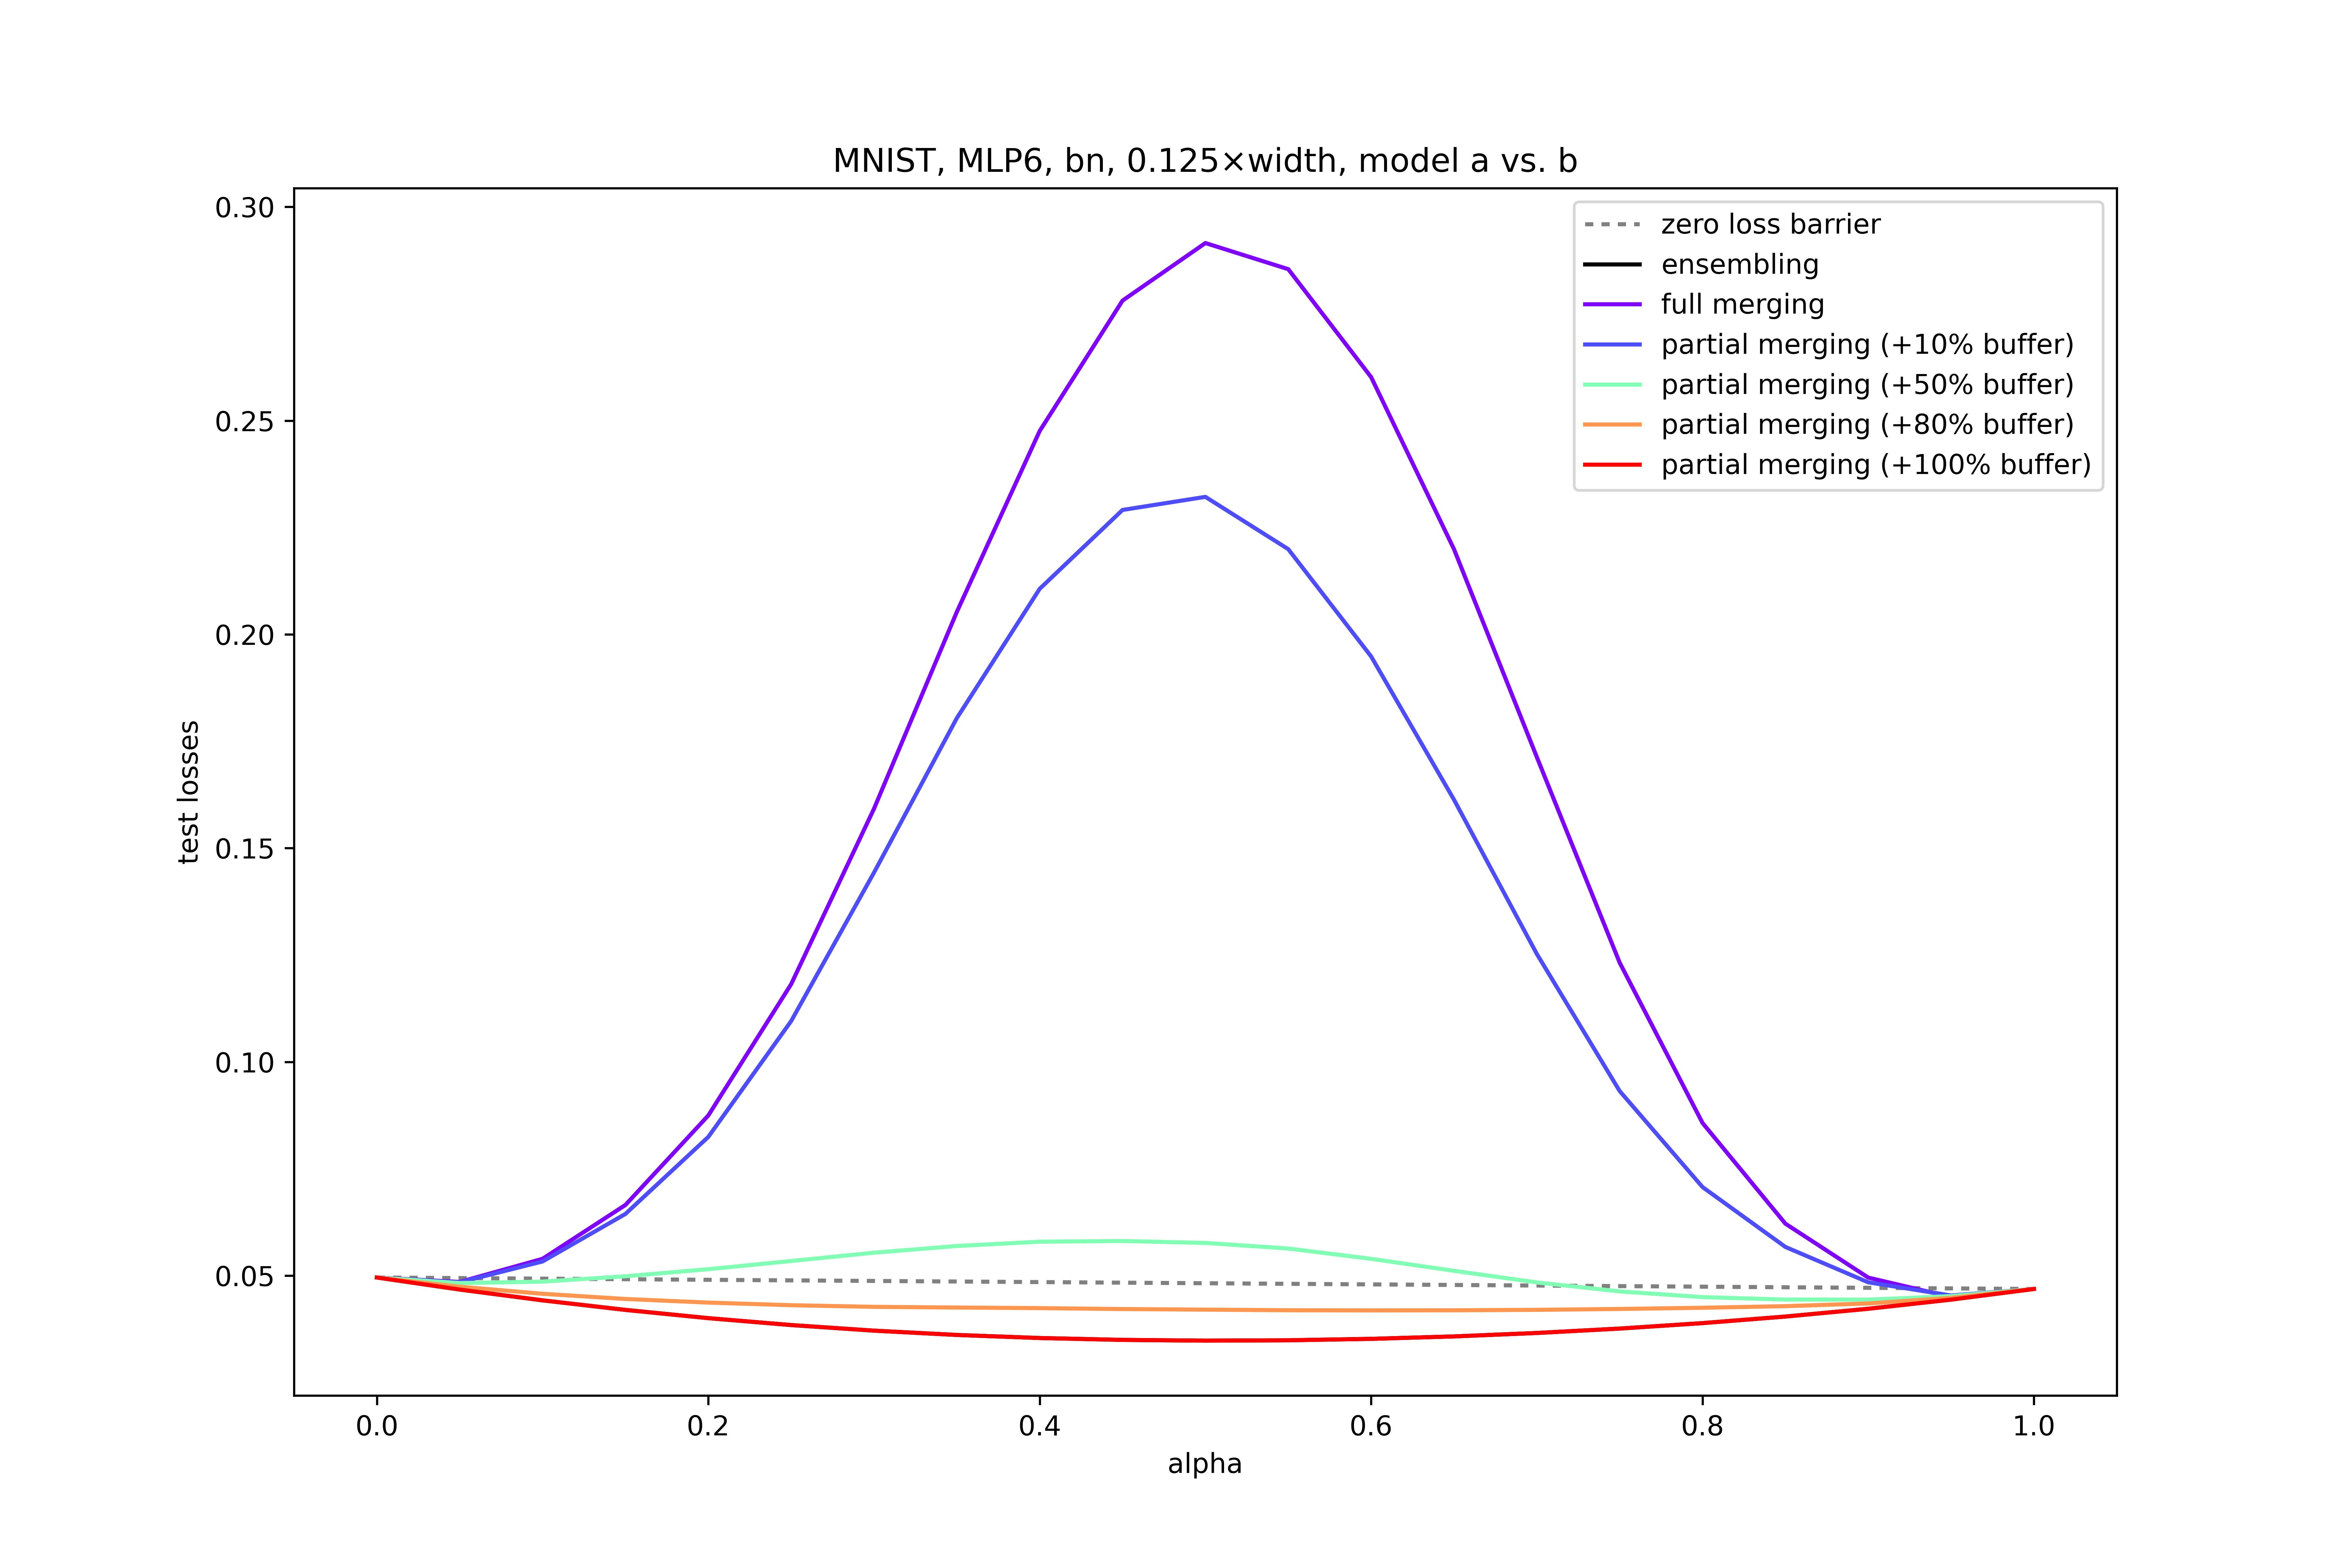 MNIST, MLP6, bn, 0.125×width, model a vs. b
0.30
0.25
0.20
0.15
0.10
0.05
test losses
zero loss barrier
ensembling
full merging
partial merging (+10% buffer)
partial merging (+50% buffer)
partial merging (+80% buffer)
partial merging (+100% buffer)
0.0 0.2 0.4 0.6 0.8 1.0
alpha